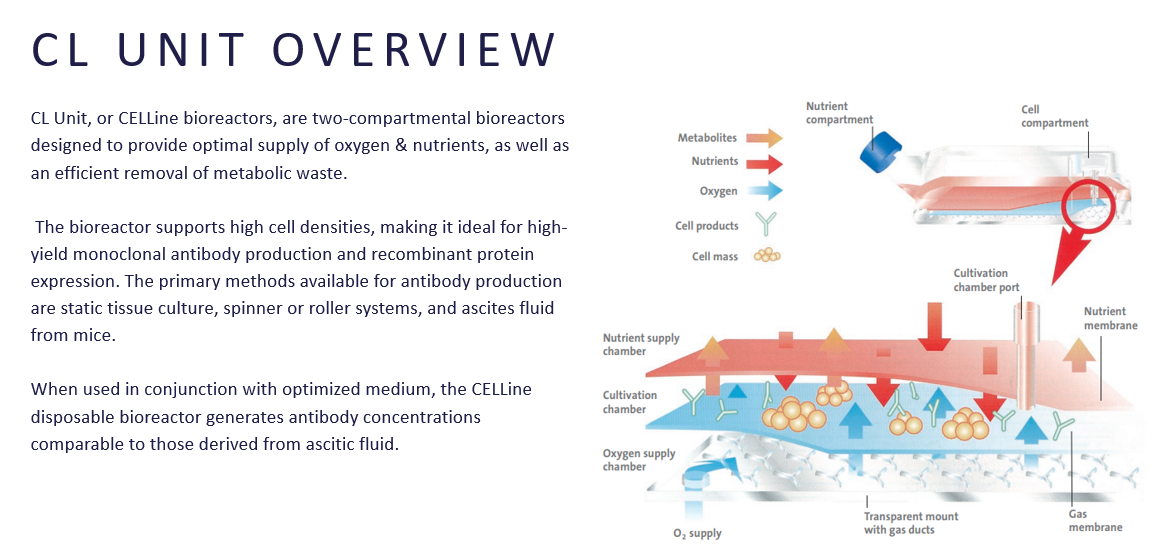 CL UNIT OVERVIEW
CL Unit, or CELLine bioreactors, are two-compartmental bioreactors
designed to provide optimal supply of oxygen & nutrients, as well as
an efficient removal of metabolic waste.
The bioreactor supports high cell densities, making it ideal for high-
yield monoclonal antibody production and recombinant protein
expression. The primary methods available for antibody production
are static tissue culture, spinner or roller systems, and ascites fluid
from mice.
When used in conjunction with optimized medium, the CELLine
disposable bioreactor generates antibody concentrations
comparable to those derived from ascitic fluid.
Nutrient
compartment
Cell
compartment
Metabolites
Nutrients
Oxygen
Cell products
Cell mass
Cultivation
chamber port
Nutrient
membrane
Nutrient supply
chamber
Cultivation
chamber
Oxygen supply
chamber
O₂ supply
Transparent mount
with gas ducts
Gas
membrane